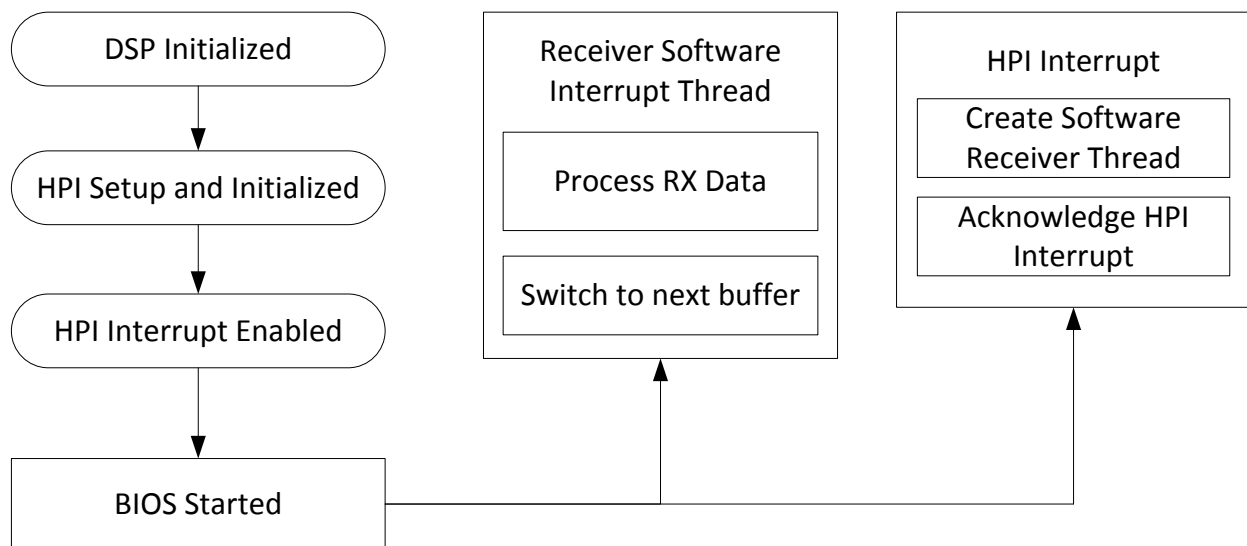 DSP Initialized
HPI Setup and Initialized
HPI Interrupt Enabled
BIOS Started
Receiver Software
Interrupt Thread
Process RX Data
Switch to next buffer
HPI Interrupt
Create Software
Receiver Thread
Acknowledge HPI
Interrupt